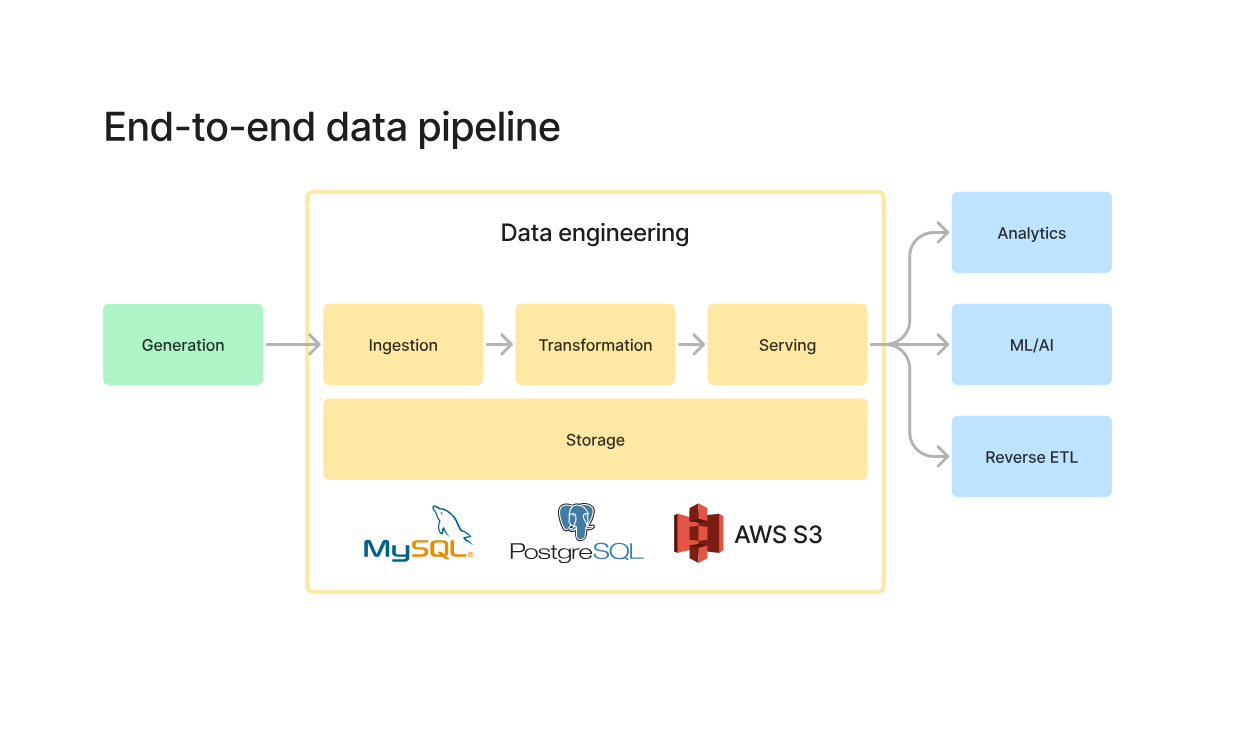 End-to-end data pipeline
Data engineering
Generation
Ingestion
Transformation
Serving
Storage
MySQL®
PostgreSQL
AWS S3
Analytics
ML/AI
Reverse ETL